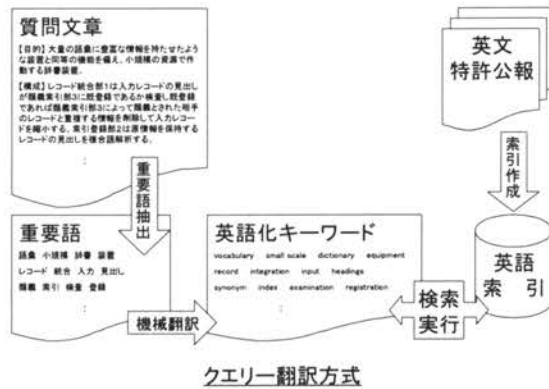 質問文章
【目的】大量の語彙に豊富な情報を持たせたよう
な装置と同等の機能を備え、小規模の資源で作
動する辞書装置。
【構成】レコード統合部1は入力レコードの見出し
が類義索引部3に既登録であるか検査し既登録
であれば類義索引部3によって類義とされた相手
のレコードと重複する情報を削除して入力レコー
ドを縮小する。索引登録部2は原情報を保持する
レコードの見出しを複合語解析する。
:
重要語抽出
重要語
語彙 小規模 辞書 装置
レコード 統合 入力 見出し
類義 索引 検査 登録
:
機械翻訳
英語化キーワード
vocabulary small scale dictionary equipment
record integration input headings
synonym index examination registration
:
検索
実行
英文
特許公報
索引作成
英語
索引
クエリー翻訳方式